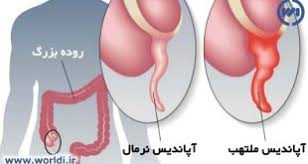 روده بزرگ
آپاندیس نرمال
آپاندیس ملتهب
www.worldi.ir